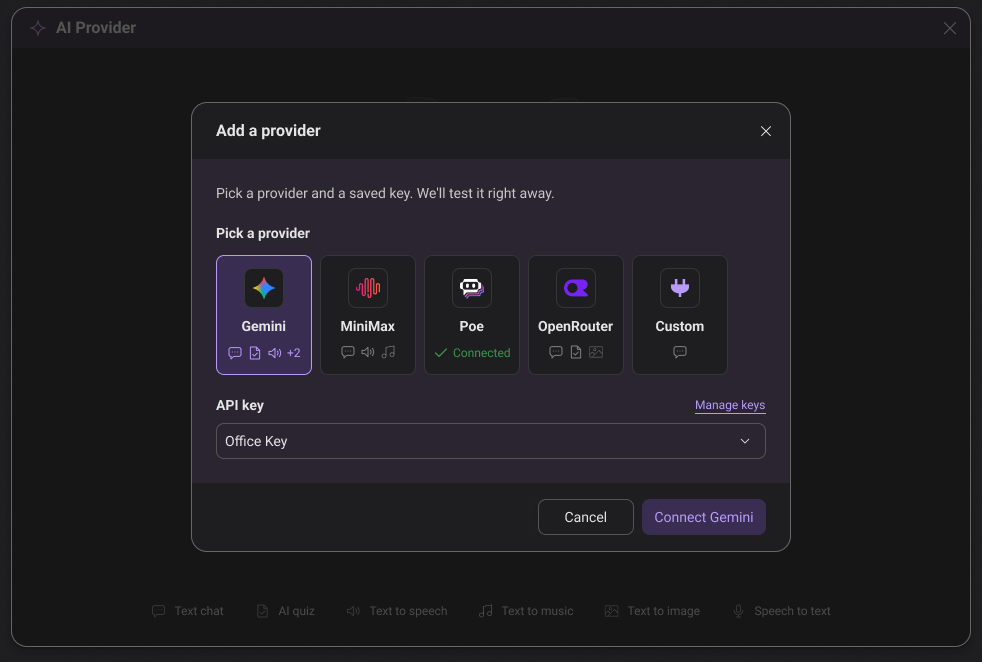 AI Provider
Add a provider
Pick a provider and a saved key. We'll test it right away.
Pick a provider
Gemini
+2
MiniMax
Poe
Connected
OpenRouter
Custom
API key
Manage keys
Office Key
Cancel
Connect Gemini
Text chat
AI quiz
Text to speech
Text to music
Text to image
Speech to text